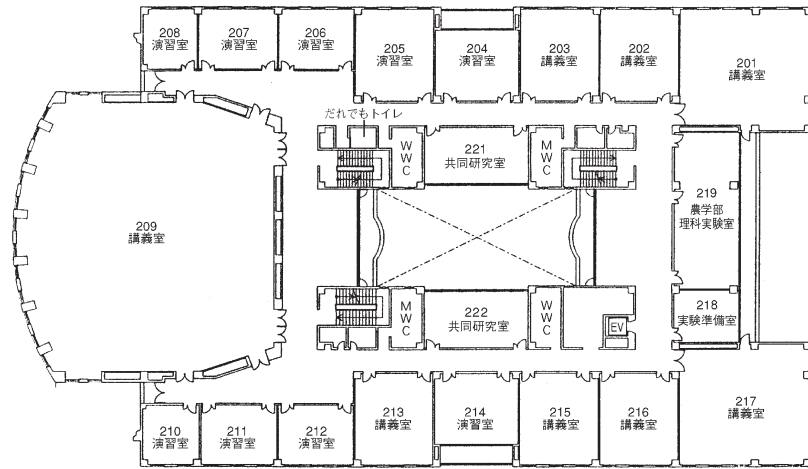 208
演習室
207
演習室
206
演習室
205
演習室
204
演習室
203
講義室
202
講義室
201
講義室
だれでもトイレ
WWC
221
共同研究室
MWC
219
農学部
理科実験室
209
講義室
MWC
222
共同研究室
WWC
EV
218
実験準備室
210
演習室
211
演習室
212
演習室
213
講義室
214
演習室
215
講義室
216
講義室
217
講義室